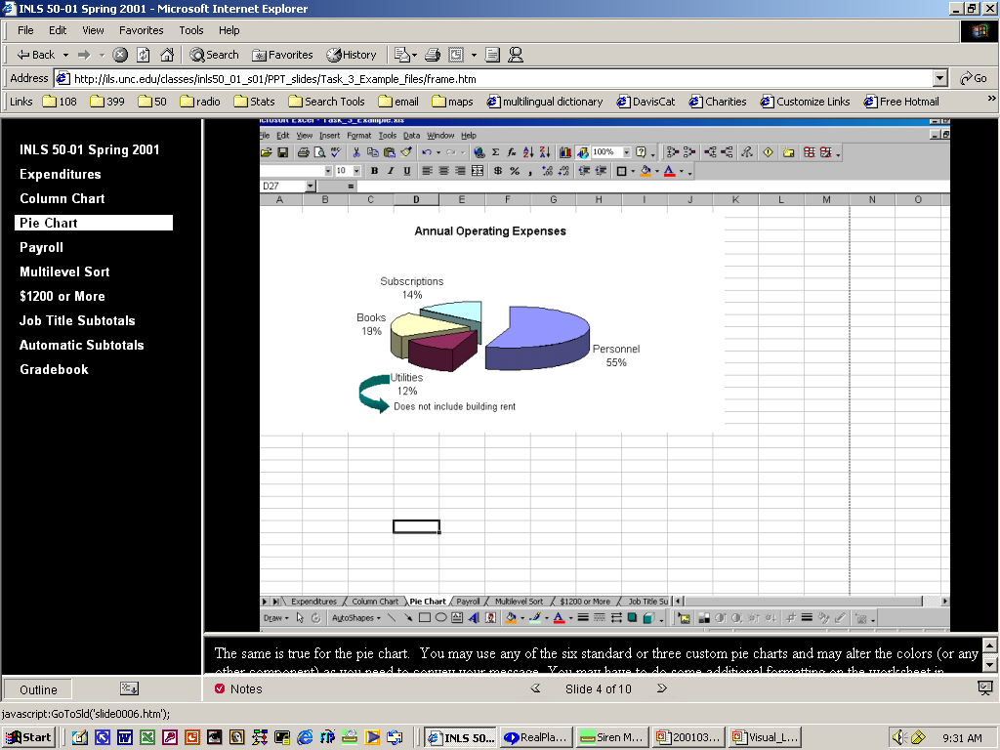 INLS 50-01 Spring 2001 - Microsoft Internet Explorer
File Edit View Favorites Tools Help
Back Search Favorites History
Address http://ils.unc.edu/classes/inls50_01_s01/PPT_slides/Task_3_Example_files/frame.htm Go
Links 108 399 50 radio Stats Search Tools email maps multilingual dictionary DavisCat Charities Customize Links Free Hotmail »
INLS 50-01 Spring 2001
Expenditures
Column Chart
Pie Chart
Payroll
Multilevel Sort
$1200 or More
Job Title Subtotals
Automatic Subtotals
Gradebook
Edit View Insert Format Tools Data Window Help
100%
10 B I U $ % ,
D27 =
A B C D E F G H I J K L M N O
Annual Operating Expenses
Subscriptions
14%
Books
19%
Personnel
55%
Utilities
12%
Does not include building rent
Expenditures Column Chart Pie Chart Payroll Multilevel Sort $1200 or More Job Title Su
Draw AutoShapes
The same is true for the pie chart. You may use any of the six standard or three custom pie charts and may alter the colors (or any
other component) as you need to convey your message. You may have to do some additional formatting on the worksheet in
Outline Notes Slide 4 of 10
javascript:GoToSld('slide0006.htm');
Start INLS 50... RealPla... Siren M... 200103... Visual_L... 9:31 AM